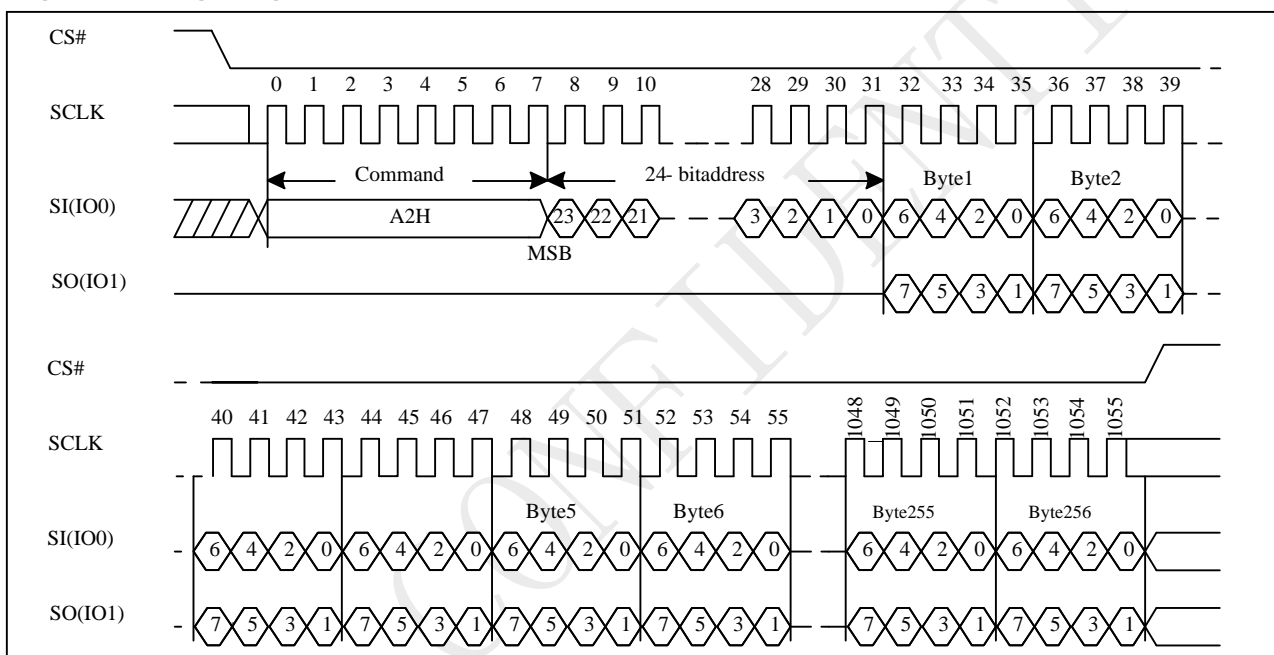 CS#
0 1 2 3 4 5 6 7 8 9 10 28 29 30 31 32 33 34 35 36 37 38 39
SCLK
Command 24- bitaddress Byte1 Byte2
SI(IO0) A2H 23 22 21 3 2 1 0 6 4 2 0 6 4 2 0
MSB
SO(IO1) 7 5 3 1 7 5 3 1
CS#
40 41 42 43 44 45 46 47 48 49 50 51 52 53 54 55 1048 1049 1050 1051 1052 1053 1054 1055
SCLK
Byte5 Byte6 Byte255 Byte256
SI(IO0) 6 4 2 0 6 4 2 0 6 4 2 0 6 4 2 0 6 4 2 0 6 4 2 0
SO(IO1) 7 5 3 1 7 5 3 1 7 5 3 1 7 5 3 1 7 5 3 1 7 5 3 1
CONFIDENT